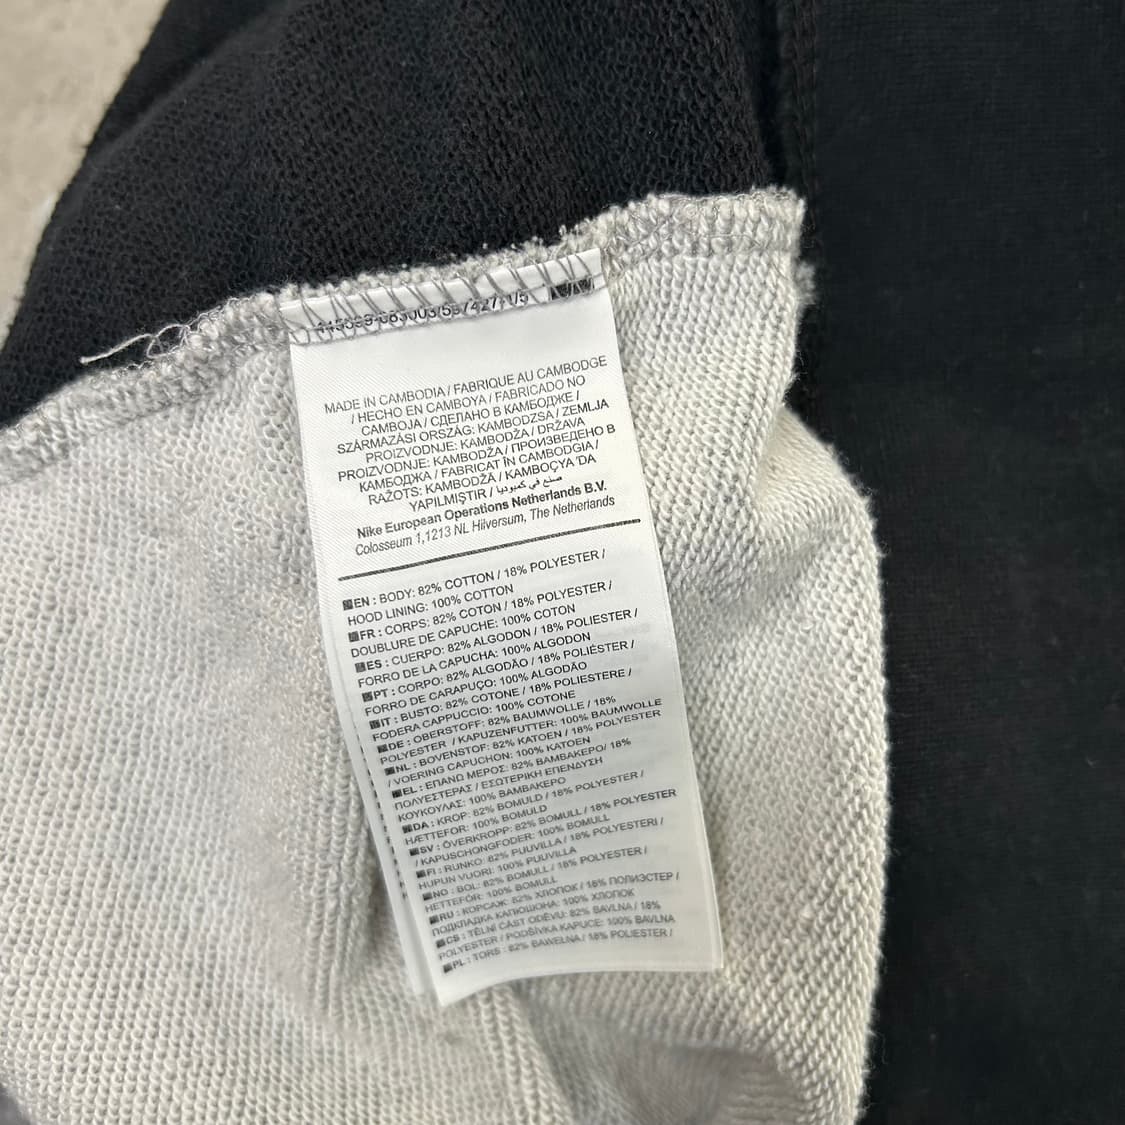 MADE IN CAMBODIA / FABRIQUE AU CAMBODGE
/ HECHO EN CAMBOYA / FABRICADO NO
CAMBOJA / СДЕЛАНО В КАМБОДЖЕ /
SZÁRMAZÁSI ORSZÁG: KAMBODZSA / ZEMLJA
PROIZVODNJE: KAMBODŽA / DRŽAVA
PROIZVODNJE: KAMBODŽA / ПРОИЗВЕДЕНО В
КАМБОДЖА / FABRICAT ÎN CAMBODGIA /
RAŽOTS: KAMBODŽĀ / KAMBOÇYA 'DA
YAPILMIŞTIR / صنع في كمبوديا
Nike European Operations Netherlands B.V.
Colosseum 1,1213 NL Hilversum, The Netherlands
EN : BODY: 82% COTTON / 18% POLYESTER /
HOOD LINING: 100% COTTON
FR : CORPS: 82% COTON / 18% POLYESTER /
DOUBLURE DE CAPUCHE: 100% COTON
ES : CUERPO: 82% ALGODON / 18% POLIESTER /
FORRO DE LA CAPUCHA: 100% ALGODON
PT : CORPO: 82% ALGODÃO / 18% POLIÉSTER /
FORRO DE CARAPUÇO: 100% ALGODÃO
IT : BUSTO: 82% COTONE / 18% POLIESTERE /
FODERA CAPPUCCIO: 100% COTONE
DE : OBERSTOFF: 82% BAUMWOLLE / 18%
POLYESTER / KAPUZENFUTTER: 100% BAUMWOLLE
NL : BOVENSTOF: 82% KATOEN / 18% POLYESTER
/ VOERING CAPUCHON: 100% KATOEN
EL : ΕΠΑΝΩ ΜΕΡΟΣ: 82% ΒΑΜΒΑΚΕΡΟ/ 18%
ΠΟΛΥΕΣΤΕΡΑΣ / ΕΣΩΤΕΡΙΚΗ ΕΠΕΝΔΥΣΗ
ΚΟΥΚΟΥΛΑΣ: 100% ΒΑΜΒΑΚΕΡΟ
DA : KROP: 82% BOMULD / 18% POLYESTER /
HÆTTEFOR: 100% BOMULD
SV : ÖVERKROPP: 82% BOMULL / 18% POLYESTER
/ KAPUSCHONGFODER: 100% BOMULL
FI : RUNKO: 82% PUUVILLA / 18% POLYESTERI /
HUPUN VUORI: 100% PUUVILLA
NO : BOL: 82% BOMULL / 18% POLYESTER /
HETTEFÔR: 100% BOMULL
RU : КОРСАЖ: 82% ХЛОПОК / 18% ПОЛИЭСТЕР /
ПОДКЛАДКА КАПЮШОНА: 100% ХЛОПОК
CS : TĚLNÍ ČÁST ODĚVU: 82% BAVLNA / 18%
POLYESTER / PODŠÍVKA KAPUCE: 100% BAVLNA
PL : TORS : 82% BAWEŁNA / 18% POLIESTER /